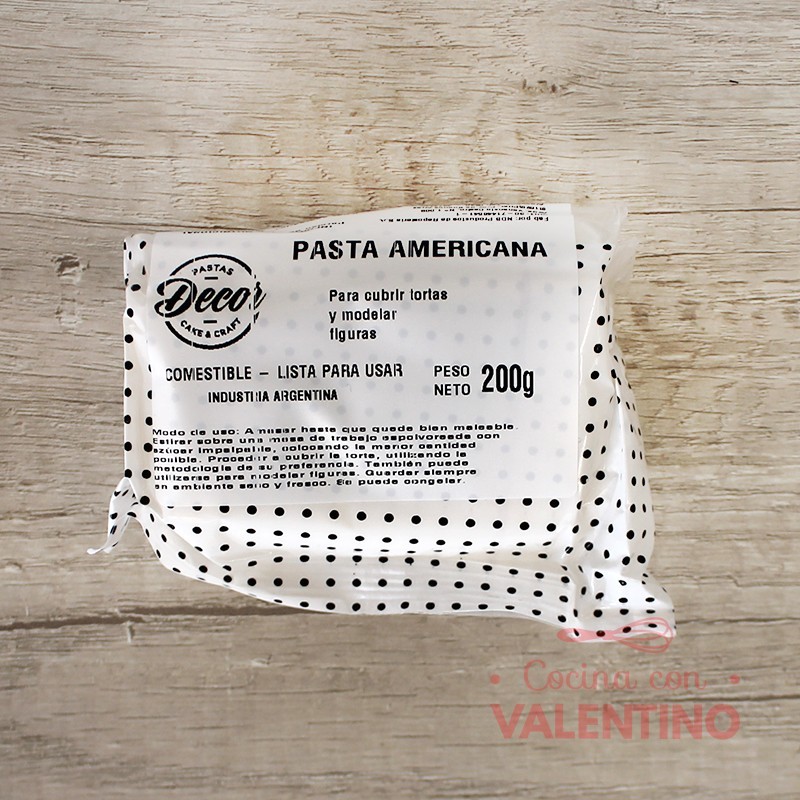 PASTA AMERICANA
PASTAS
Decor
CAKE & CRAFT
Para cubrir tortas
y modelar
figuras
COMESTIBLE – LISTA PARA USAR
PESO
NETO 200g
INDUSTRIA ARGENTINA
Modo de uso: Amasar hasta que quede bien maleable.
Estirar sobre una mesa de trabajo espolvoreada con
azúcar impalpable, colocando la menor cantidad
posible. Proceder a cubrir la torte, utilizando la
metodología de su preferencia. También puede
utilizarse para modelar figuras. Guardar siempre
en ambiente seco y fresco. Se puede congelar.
Cocina con
VALENTINO